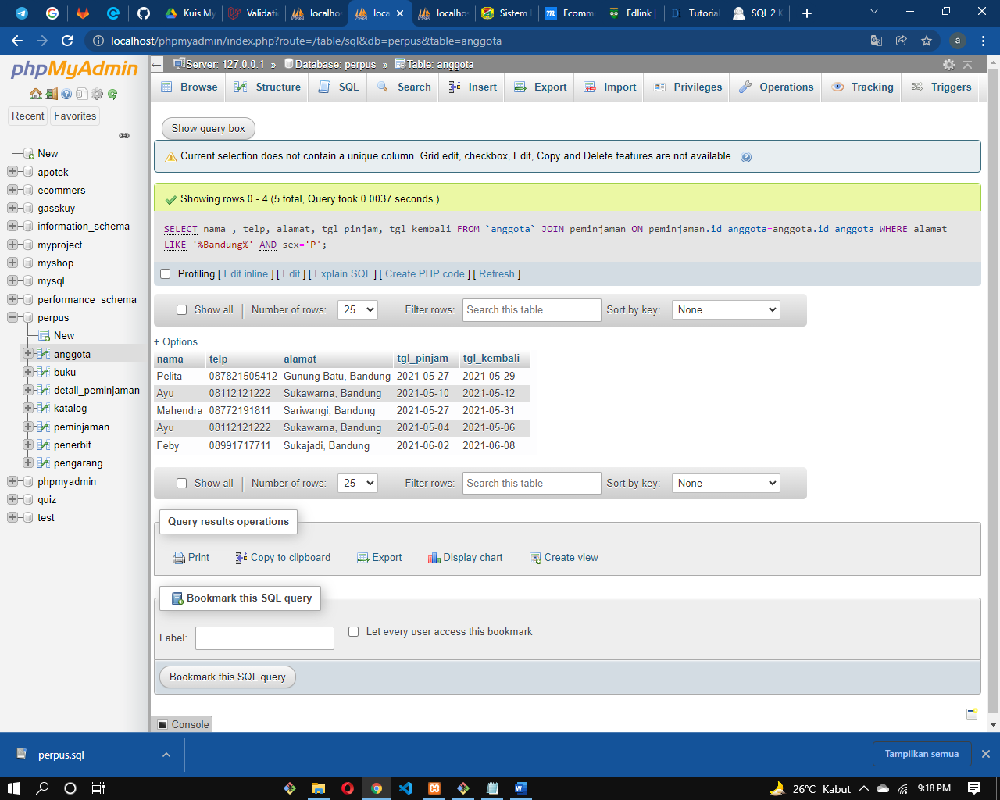 Kuis My
Validati
localhos
loca
localhos
Sistem
Ecomm
Edlink
Tutorial
SQL 2 K
localhost/phpmyadmin/index.php?route=/table/sql&db=perpus&table=anggota
a
phpMyAdmin
Recent
Favorites
New
apotek
ecommers
gasskuy
information_schema
myproject
myshop
mysql
performance_schema
perpus
New
anggota
buku
detail_peminjaman
katalog
peminjaman
penerbit
pengarang
phpmyadmin
quiz
test
Server: 127.0.0.1 » Database: perpus » Table: anggota
Browse Structure SQL Search Insert Export Import Privileges Operations Tracking Triggers
Show query box
Current selection does not contain a unique column. Grid edit, checkbox, Edit, Copy and Delete features are not available.
Showing rows 0 - 4 (5 total, Query took 0.0037 seconds.)
SELECT nama , telp, alamat, tgl_pinjam, tgl_kembali FROM `anggota` JOIN peminjaman ON peminjaman.id_anggota=anggota.id_anggota WHERE alamat
LIKE '%Bandung%' AND sex='P';
Profiling [ Edit inline ] [ Edit ] [ Explain SQL ] [ Create PHP code ] [ Refresh ]
Show all | Number of rows: 25 Filter rows: Search this table Sort by key: None
+ Options
nama telp alamat tgl_pinjam tgl_kembali
Pelita 087821505412 Gunung Batu, Bandung 2021-05-27 2021-05-29
Ayu 08112121222 Sukawarna, Bandung 2021-05-10 2021-05-12
Mahendra 08772191811 Sariwangi, Bandung 2021-05-27 2021-05-31
Ayu 08112121222 Sukawarna, Bandung 2021-05-04 2021-05-06
Feby 08991717711 Sukajadi, Bandung 2021-06-02 2021-06-08
Show all | Number of rows: 25 Filter rows: Search this table Sort by key: None
Query results operations
Print Copy to clipboard Export Display chart Create view
Bookmark this SQL query
Label: Let every user access this bookmark
Bookmark this SQL query
Console
perpus.sql
Tampilkan semua
26°C Kabut
9:18 PM